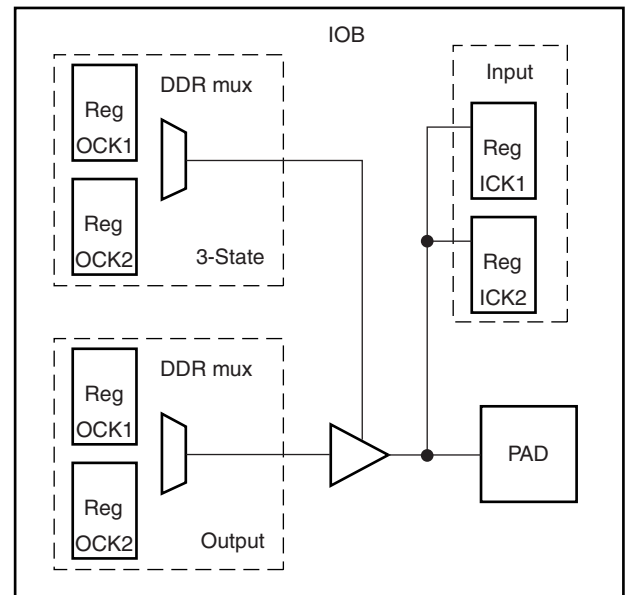 IOB
DDR mux
Reg
OCK1
Reg
OCK2
3-State
Input
Reg
ICK1
Reg
ICK2
DDR mux
Reg
OCK1
Reg
OCK2
Output
PAD